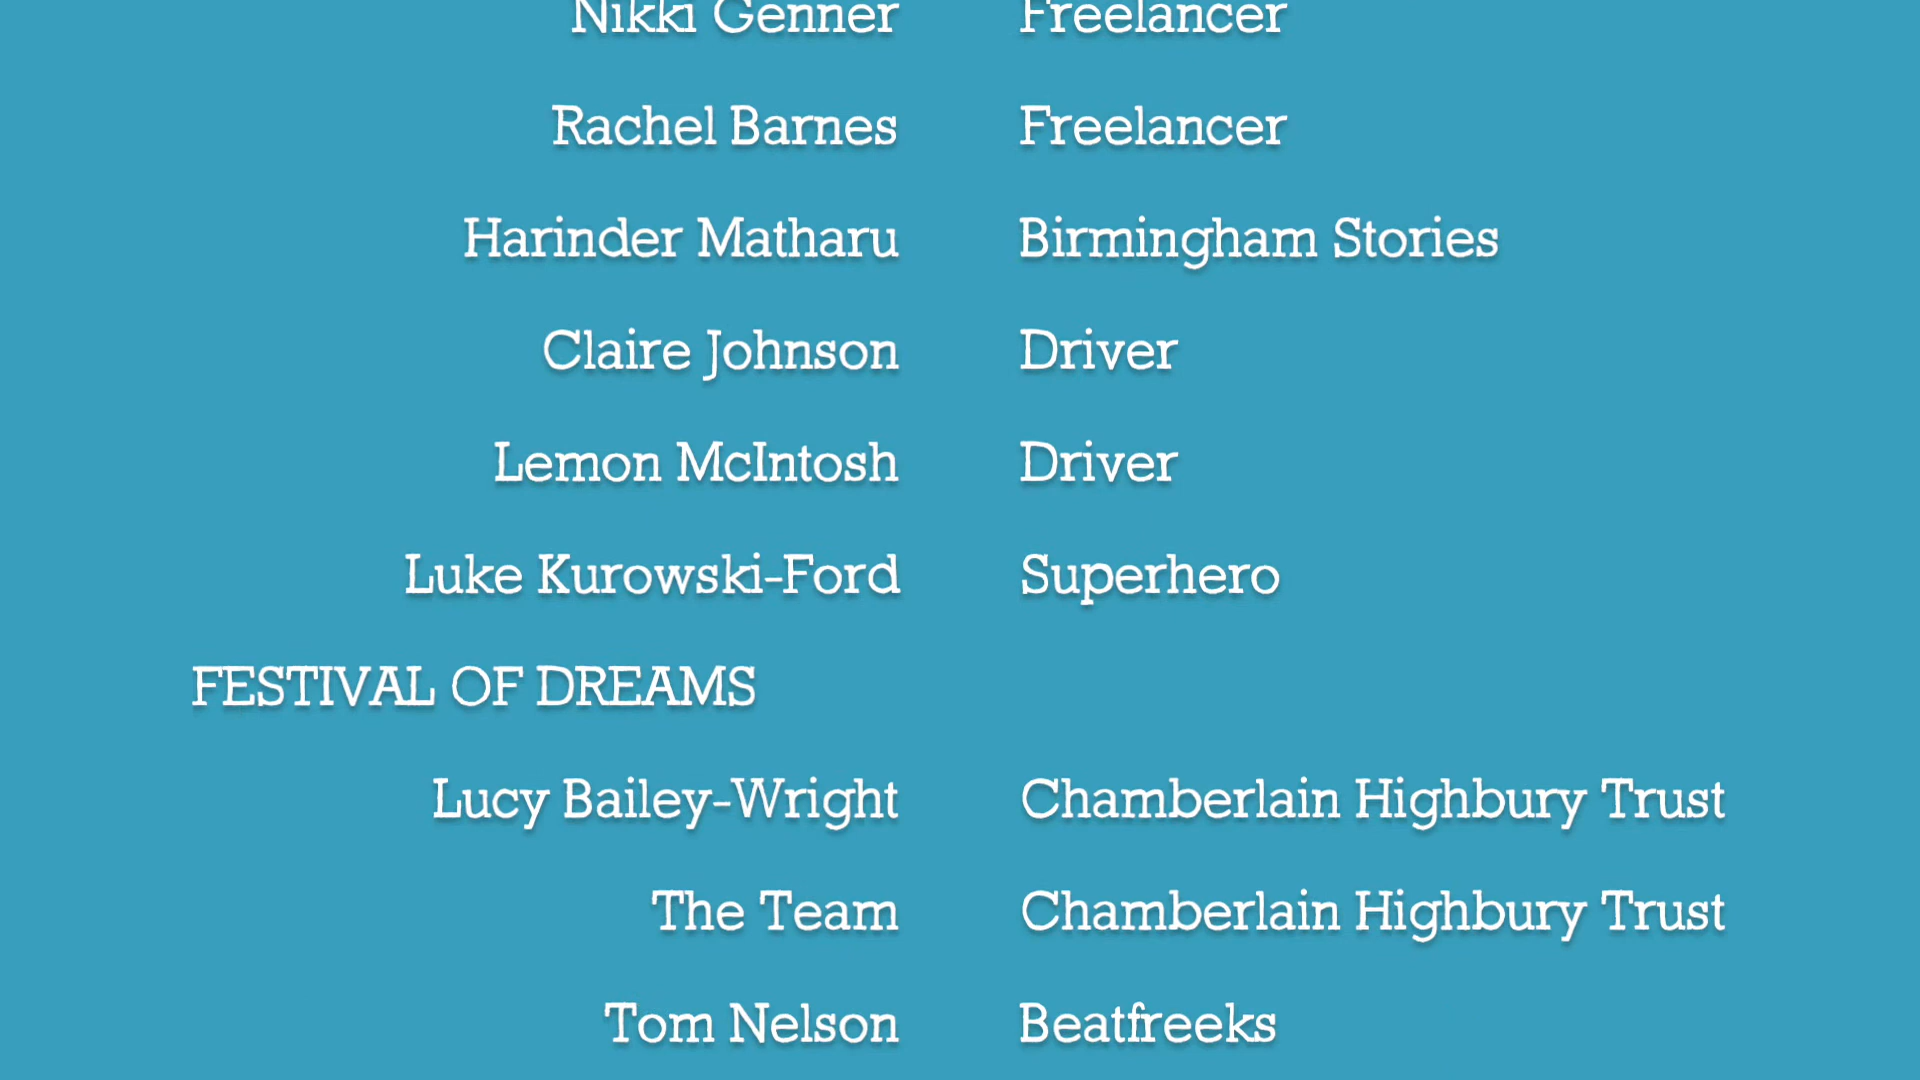 Nikki Genner Freelancer
Rachel Barnes Freelancer
Harinder Matharu Birmingham Stories
Claire Johnson Driver
Lemon McIntosh Driver
Luke Kurowski-Ford Superhero
FESTIVAL OF DREAMS
Lucy Bailey-Wright Chamberlain Highbury Trust
The Team Chamberlain Highbury Trust
Tom Nelson Beatfreeks